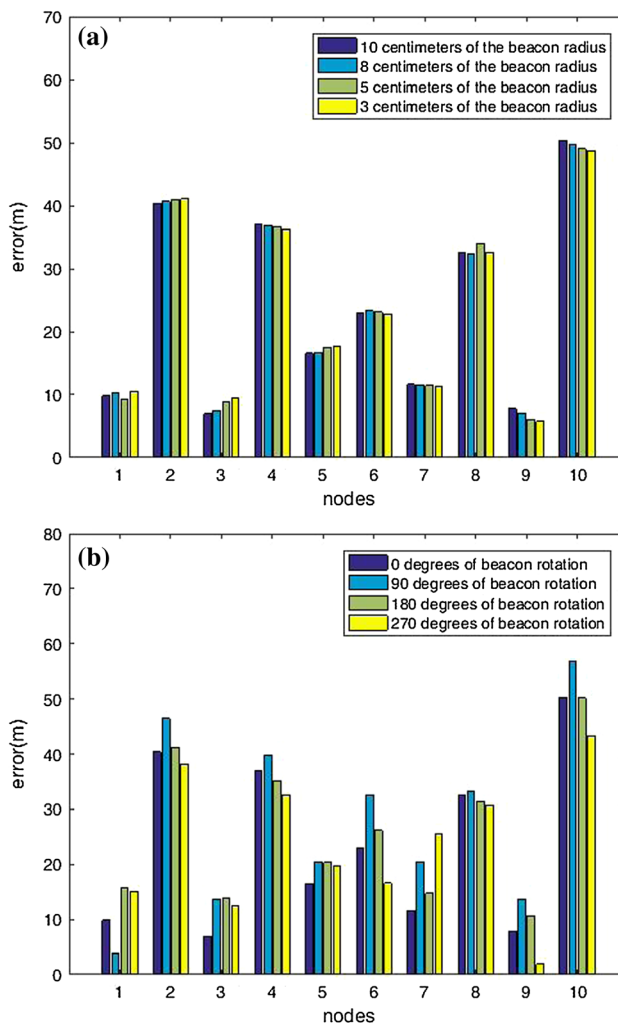 (a)
10 centimeters of the beacon radius
8 centimeters of the beacon radius
5 centimeters of the beacon radius
3 centimeters of the beacon radius
70
60
50
40
30
20
10
0
error(m)
1 2 3 4 5 6 7 8 9 10
nodes
(b)
0 degrees of beacon rotation
90 degrees of beacon rotation
180 degrees of beacon rotation
270 degrees of beacon rotation
80
70
60
50
40
30
20
10
0
error(m)
1 2 3 4 5 6 7 8 9 10
nodes